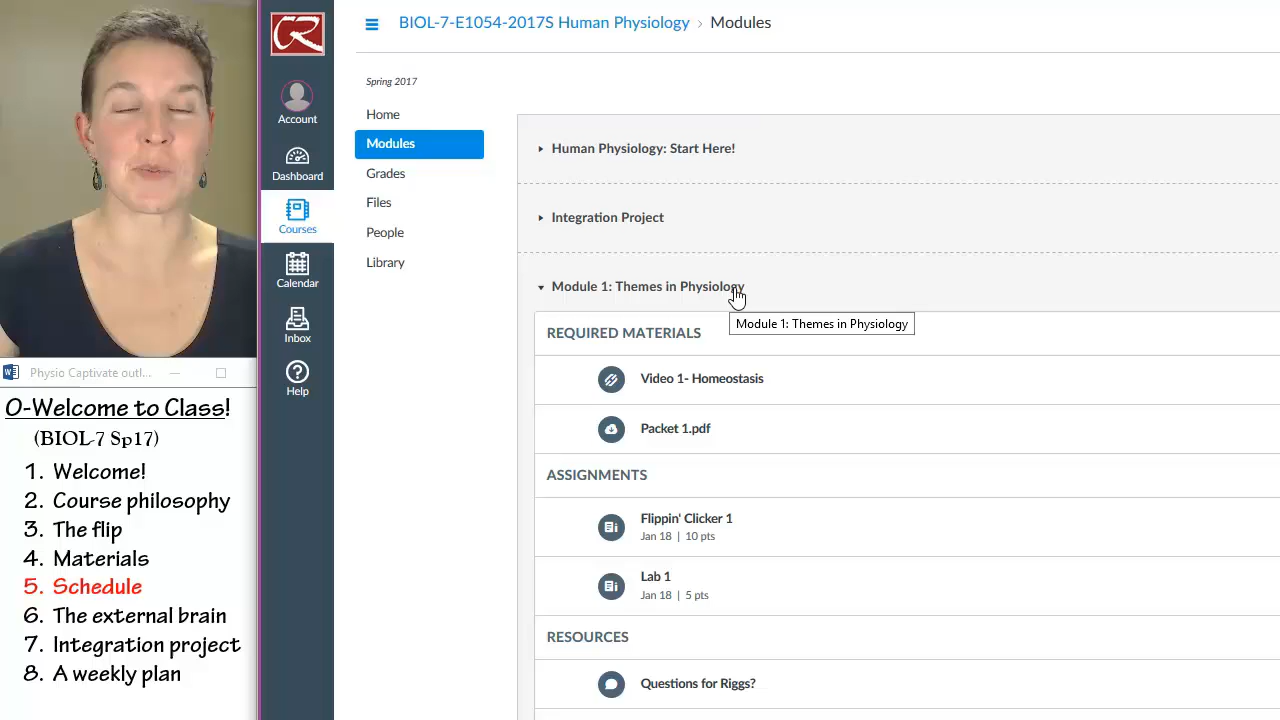 BIOL-7-E1054-2017S Human Physiology › Modules
Spring 2017
Account
Dashboard
Courses
Calendar
Inbox
Help
Home
Modules
Grades
Files
People
Library
Human Physiology: Start Here!
Integration Project
Module 1: Themes in Physiology
Module 1: Themes in Physiology
REQUIRED MATERIALS
Video 1- Homeostasis
Packet 1.pdf
ASSIGNMENTS
Flippin' Clicker 1
Jan 18 | 10 pts
Lab 1
Jan 18 | 5 pts
RESOURCES
Questions for Riggs?
Physio Captivate outl...
0-Welcome to Class!
(BIOL-7 Sp17)
1. Welcome!
2. Course philosophy
3. The flip
4. Materials
5. Schedule
6. The external brain
7. Integration project
8. A weekly plan